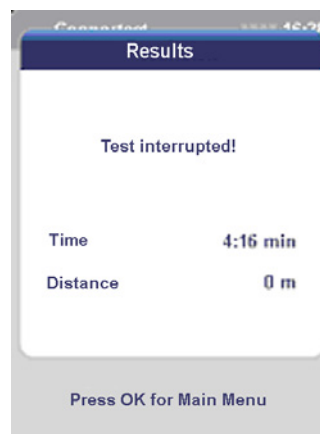 Results
Test interrupted!
Time 4:16 min
Distance 0 m
Press OK for Main Menu